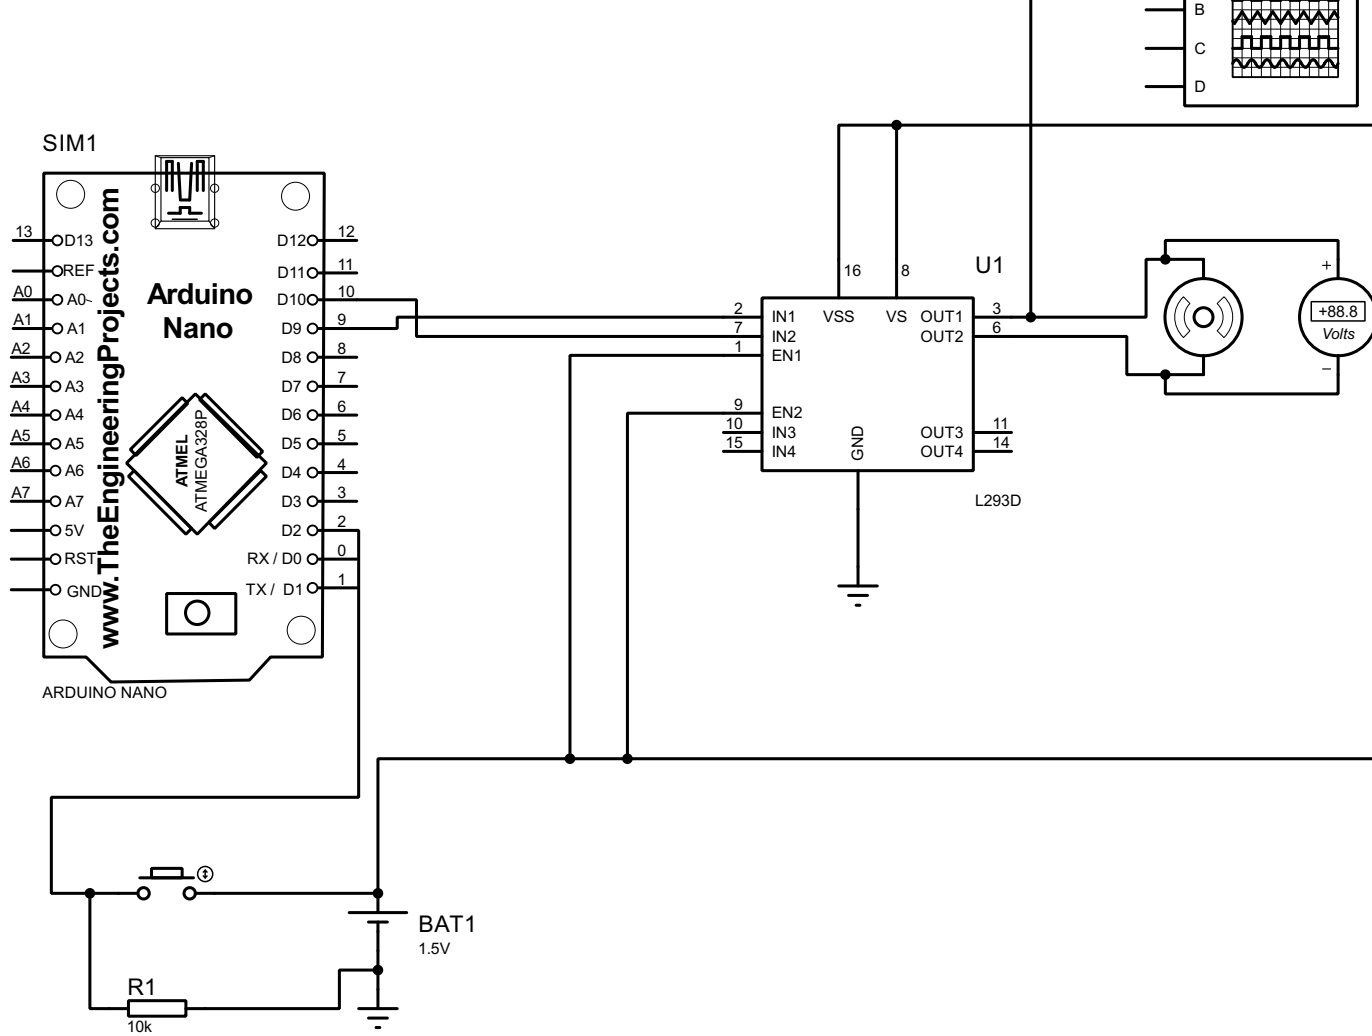 B
C
D
SIM1
www.TheEngineeringProjects.com
Arduino
Nano
ATMEL
ATMEGA328P
13 D13
REF
A0 A0~
A1 A1
A2 A2
A3 A3
A4 A4
A5 A5
A6 A6
A7 A7
5V
RST
GND
D12 12
D11 11
D10 10
D9 9
D8 8
D7 7
D6 6
D5 5
D4 4
D3 3
D2 2
RX / D0 0
TX / D1 1
ARDUINO NANO
16 8
U1
2 IN1 VSS VS OUT1 3
7 IN2 OUT2 6
1 EN1
9 EN2
10 IN3 OUT3 11
15 IN4 OUT4 14
GND
L293D
+
+88.8
Volts
−
BAT1
1.5V
R1
10k